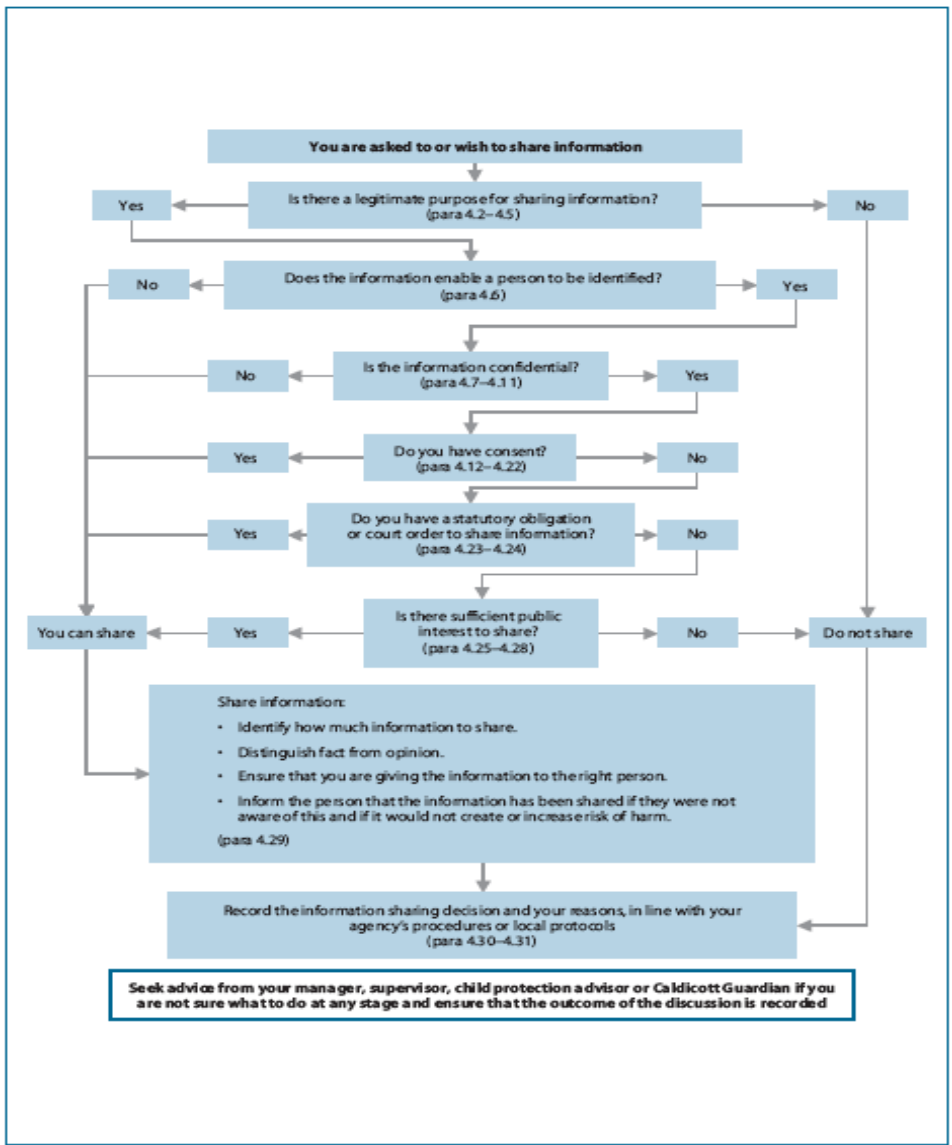 You are asked to or wish to share information
Is there a legitimate purpose for sharing information?
(para 4.2–4.5)
Yes
No
Does the information enable a person to be identified?
(para 4.6)
No
Yes
Is the information confidential?
(para 4.7–4.11)
No
Yes
Do you have consent?
(para 4.12–4.22)
Yes
No
Do you have a statutory obligation
or court order to share information?
(para 4.23–4.24)
Yes
No
Is there sufficient public
interest to share?
(para 4.25–4.28)
You can share
Yes
No
Do not share
Share information:
• Identify how much information to share.
• Distinguish fact from opinion.
• Ensure that you are giving the information to the right person.
• Inform the person that the information has been shared if they were not
aware of this and if it would not create or increase risk of harm.
(para 4.29)
Record the information sharing decision and your reasons, in line with your
agency's procedures or local protocols
(para 4.30–4.31)
Seek advice from your manager, supervisor, child protection advisor or Caldicott Guardian if you
are not sure what to do at any stage and ensure that the outcome of the discussion is recorded